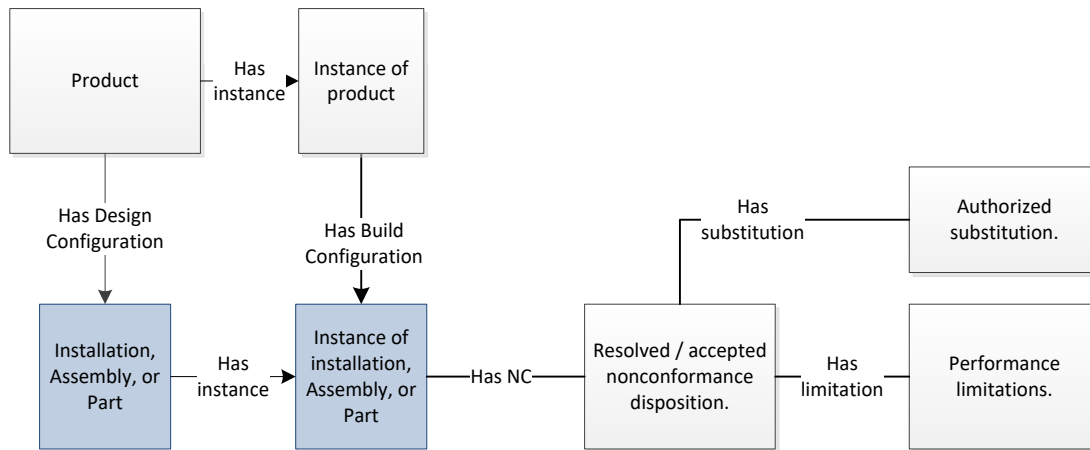 Product
Has
instance
Instance of
product
Has Design
Configuration
Has Build
Configuration
Has
substitution
Authorized
substitution.
Installation,
Assembly, or
Part
Has
instance
Instance of
installation,
Assembly, or
Part
Has NC
Resolved / accepted
nonconformance
disposition.
Has
limitation
Performance
limitations.